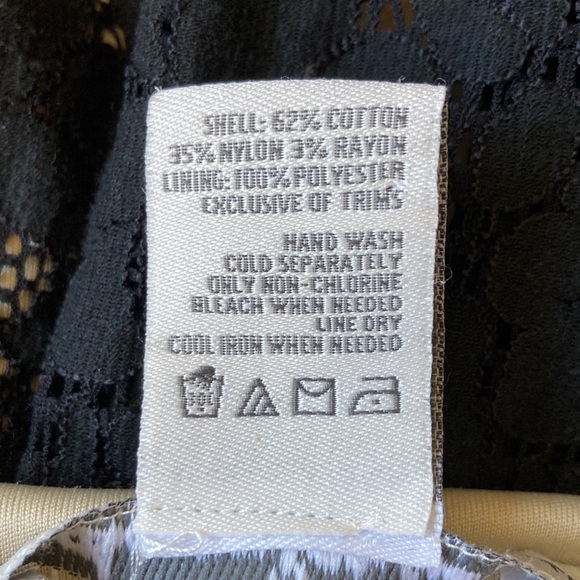 SHELL: 62% COTTON
35% NYLON 3% RAYON
LINING: 100% POLYESTER
EXCLUSIVE OF TRIMS
HAND WASH
COLD SEPARATELY
ONLY NON-CHLORINE
BLEACH WHEN NEEDED
LINE DRY
COOL IRON WHEN NEEDED